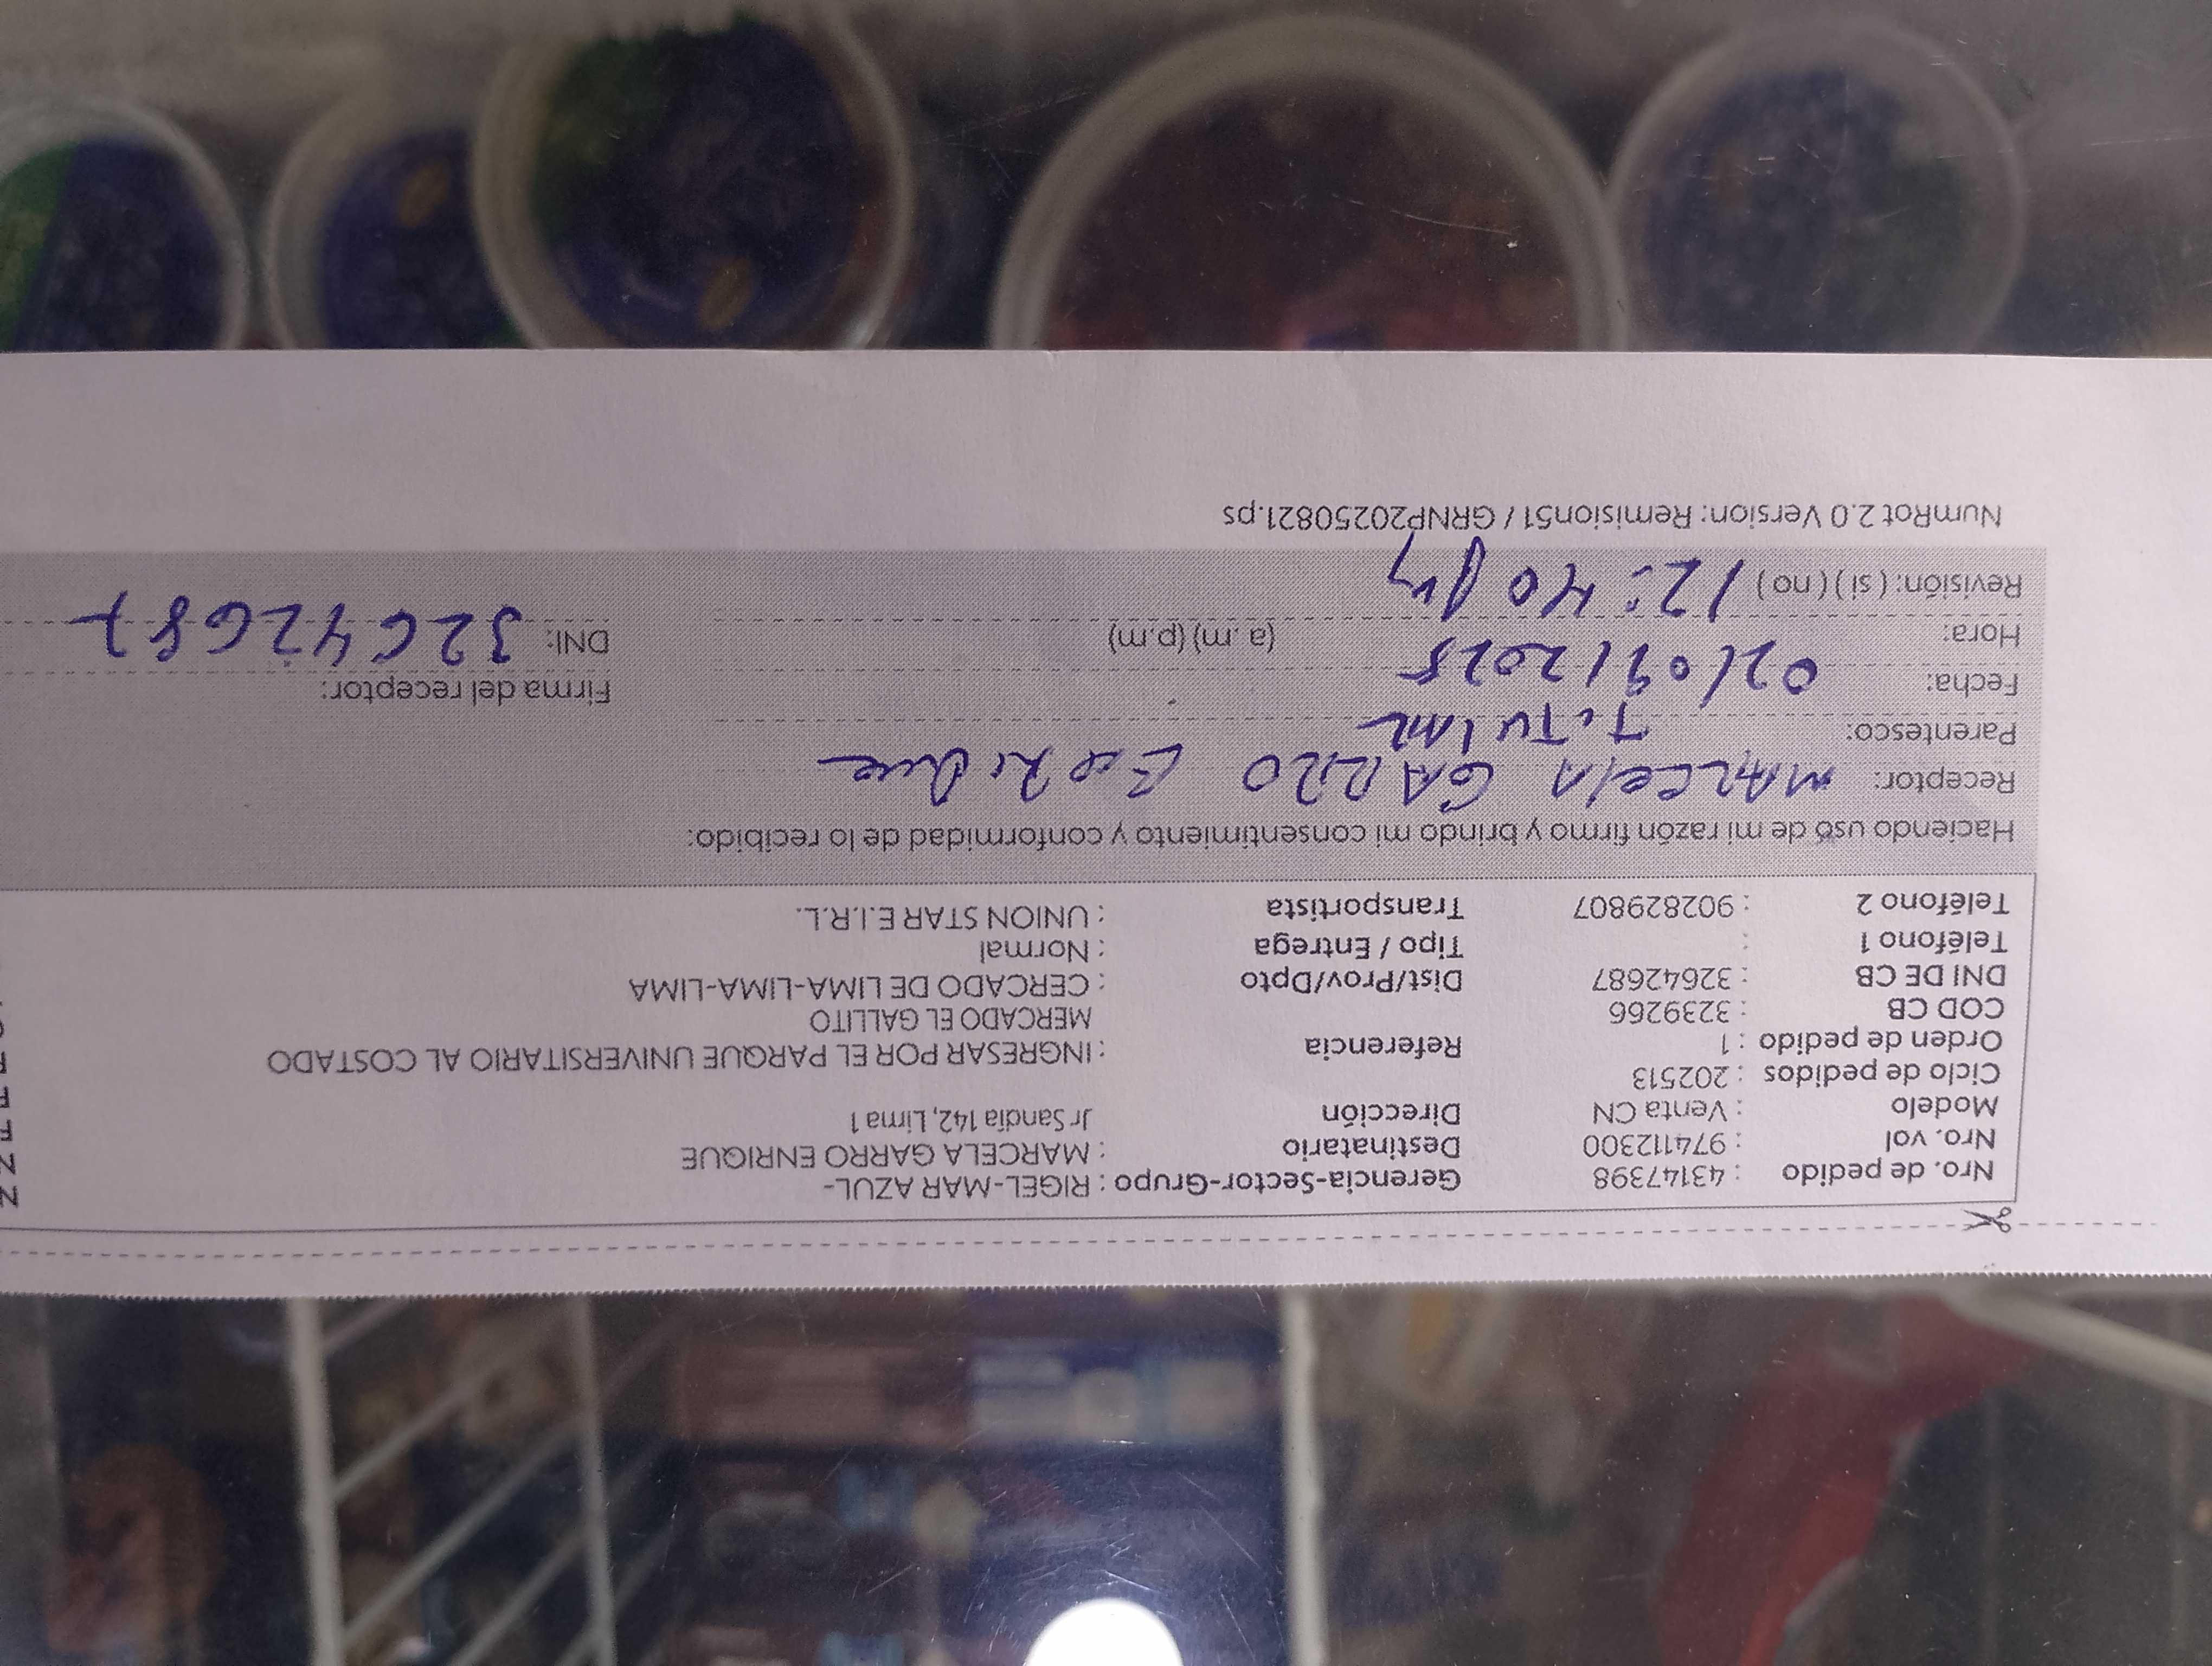 Nro. de pedido : 43147398 Gerencia-Sector-Grupo : RIGEL-MAR AZUL-
Nro. vol : 974112300 Destinatario : MARCELA GARRO ENRIQUE
Modelo : Venta CN Dirección Jr Sandia 142, Lima 1
Ciclo de pedidos : 202513
Orden de pedido : 1 Referencia : INGRESAR POR EL PARQUE UNIVERSITARIO AL COSTADO
COD CB : 3239266 MERCADO EL GALLITO
DNI DE CB : 32642687 Dist/Prov/Dpto : CERCADO DE LIMA-LIMA-LIMA
Teléfono 1 : Tipo / Entrega : Normal
Teléfono 2 : 902829807 Transportista : UNION STAR E.I.R.L.
Haciendo uso de mi razón firmo y brindo mi consentimiento y conformidad de lo recibido:
Receptor: MARCELA GARRO
Parentesco: TiTULAR
Fecha: 02/09/2025 Firma del receptor:
Hora: (a. m) (p.m) DNI: 32642687
Revisión: ( si ) ( no ) 12:40 pm
NumRot 2.0 Version: Remision51 / GRNP20250821.ps